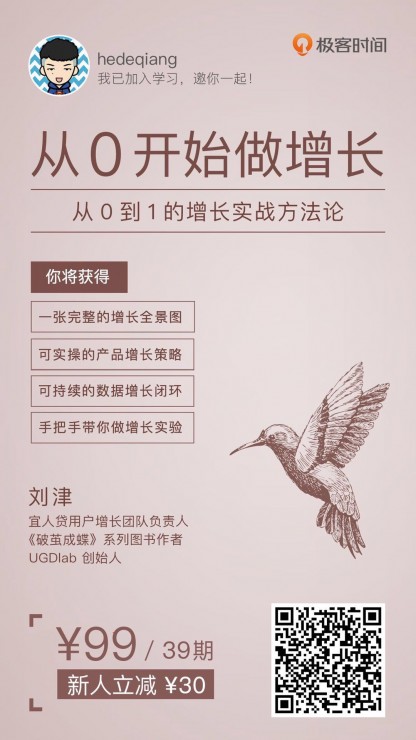 hedeqiang
我已加入学习，邀你一起！
极客时间
从0开始做增长
从0到1的增长实战方法论
你将获得
一张完整的增长全景图
可实操的产品增长策略
可持续的数据增长闭环
手把手带你做增长实验
刘津
宜人贷用户增长团队负责人
《破茧成蝶》系列图书作者
UGDlab 创始人
¥99 / 39期
新人立减 ¥30